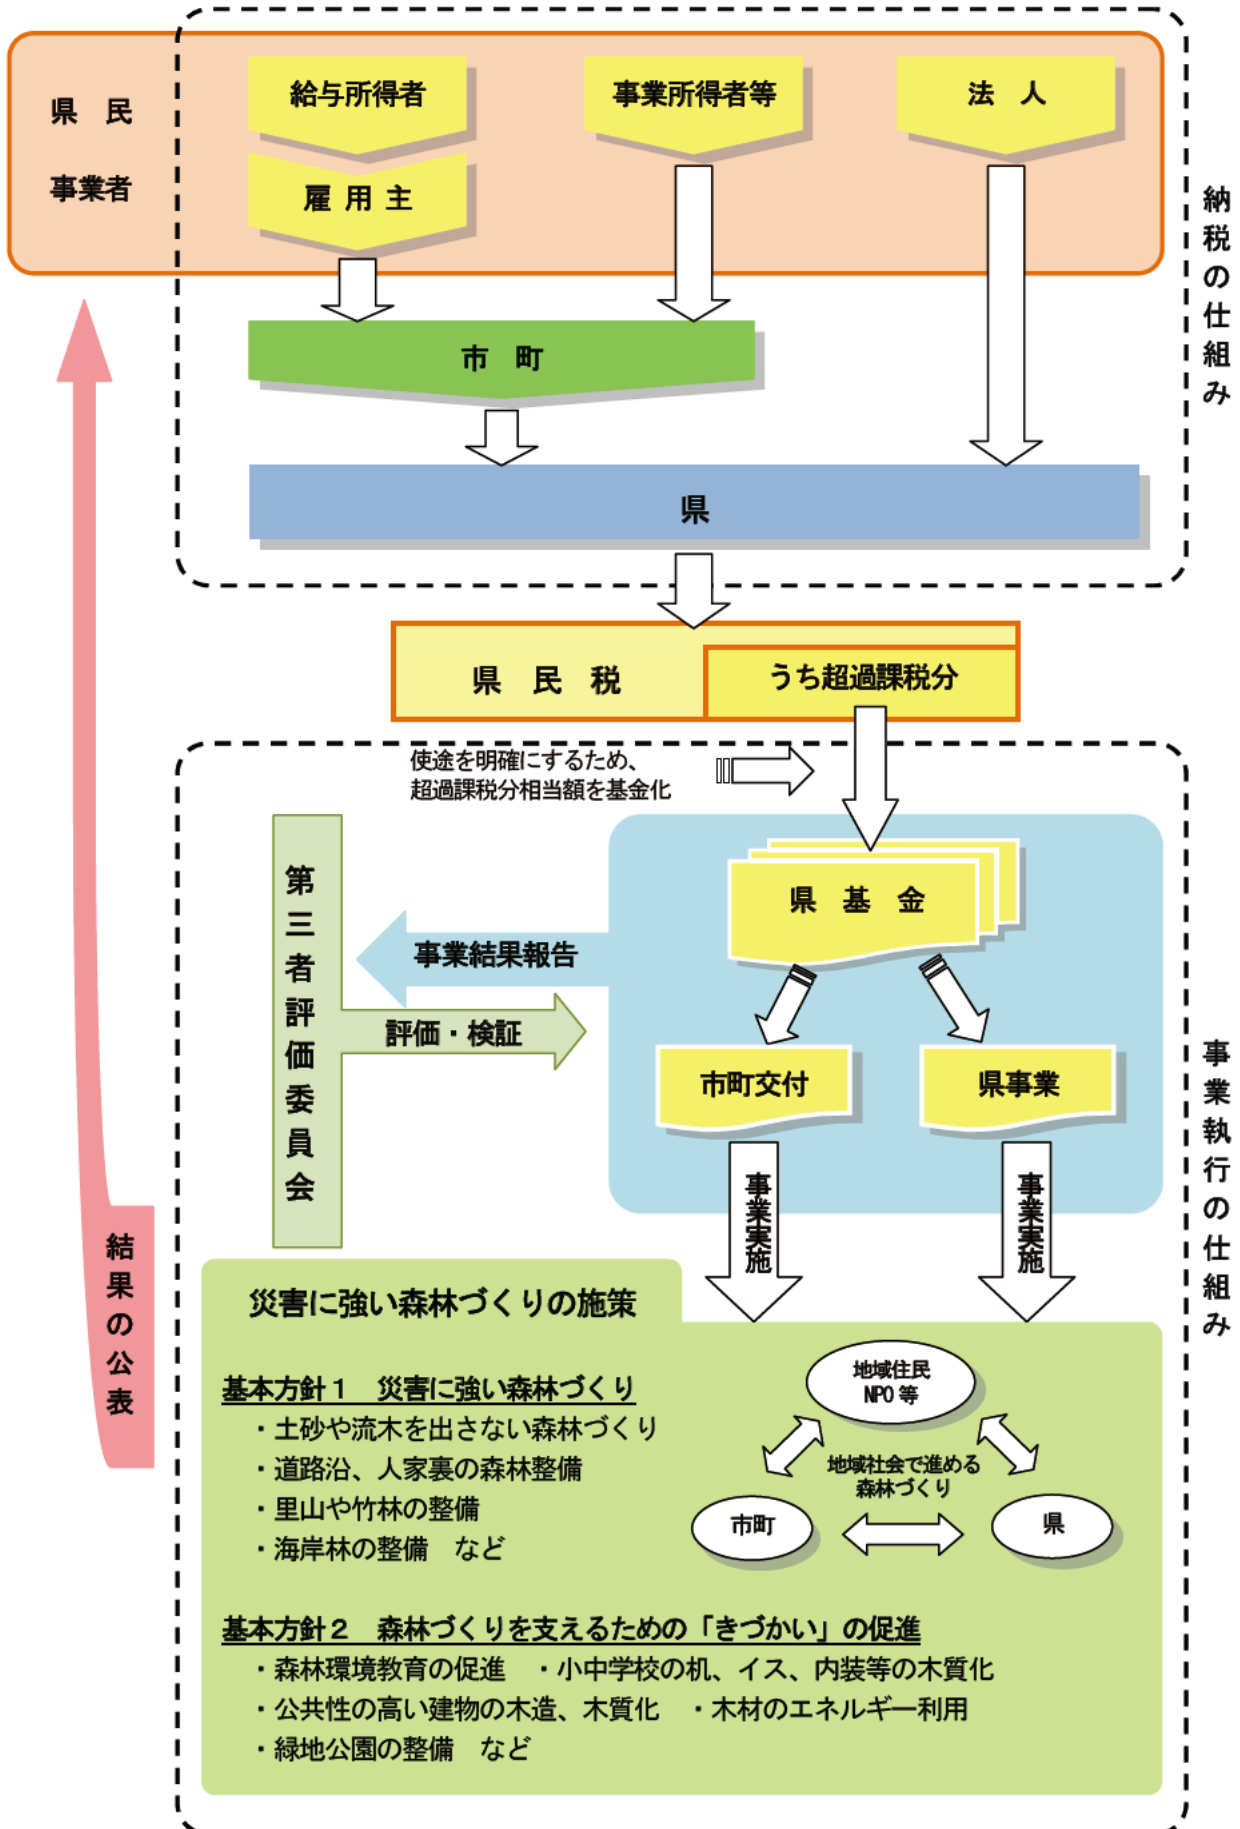 県　民
事業者
給与所得者
雇 用 主
事業所得者等
法　人
納税の仕組み
市　町
県
県　民　税
うち超過課税分
使途を明確にするため、
超過課税分相当額を基金化
第三者評価委員会
県　基　金
事業結果報告
評価・検証
市町交付
県事業
事業実施
事業実施
事業執行の仕組み
結果の公表
災害に強い森林づくりの施策
基本方針１　災害に強い森林づくり
・土砂や流木を出さない森林づくり
・道路沿、人家裏の森林整備
・里山や竹林の整備
・海岸林の整備　など
地域住民
NPO 等
地域社会で進める
森林づくり
市町
県
基本方針２　森林づくりを支えるための「きづかい」の促進
・森林環境教育の促進　・小中学校の机、イス、内装等の木質化
・公共性の高い建物の木造、木質化　・木材のエネルギー利用
・緑地公園の整備　など